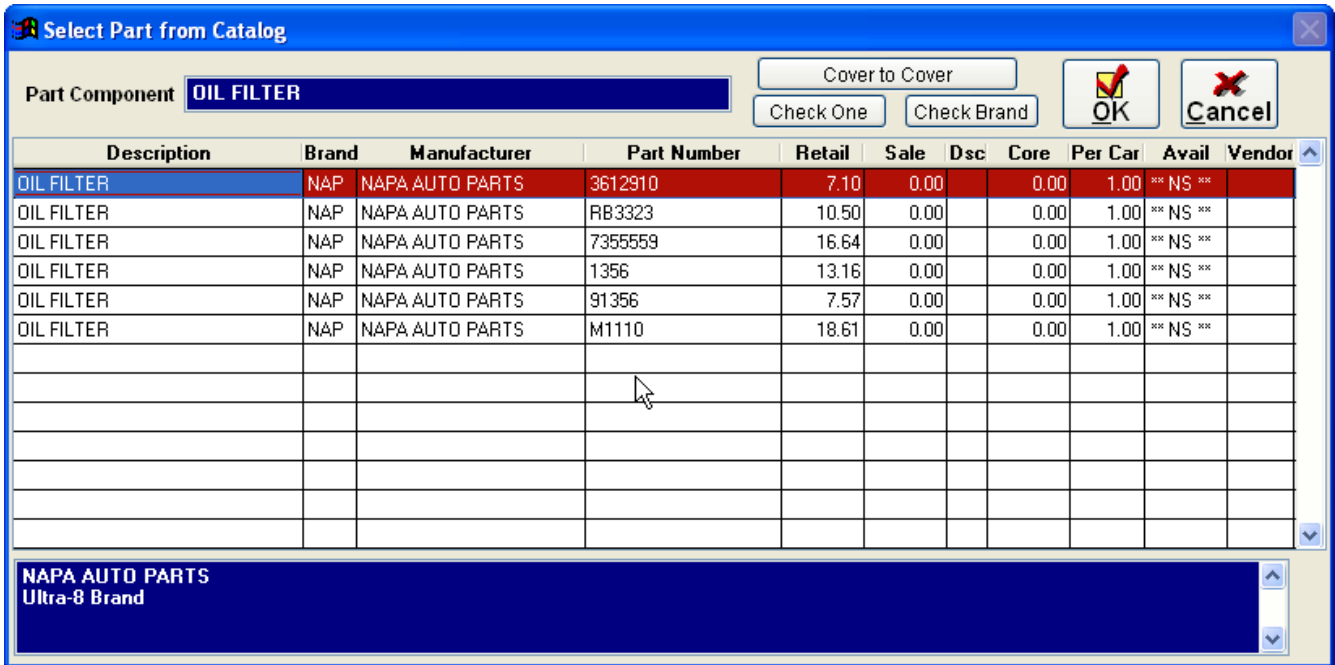 Select Part from Catalog
Part Component OIL FILTER Cover to Cover OK Cancel
Check One Check Brand
Description Brand Manufacturer Part Number Retail Sale Dsc Core Per Car Avail Vendor
OIL FILTER NAP NAPA AUTO PARTS 3612910 7.10 0.00 0.00 1.00 ** NS **
OIL FILTER NAP NAPA AUTO PARTS RB3323 10.50 0.00 0.00 1.00 ** NS **
OIL FILTER NAP NAPA AUTO PARTS 7355559 16.64 0.00 0.00 1.00 ** NS **
OIL FILTER NAP NAPA AUTO PARTS 1356 13.16 0.00 0.00 1.00 ** NS **
OIL FILTER NAP NAPA AUTO PARTS 91356 7.57 0.00 0.00 1.00 ** NS **
OIL FILTER NAP NAPA AUTO PARTS M1110 18.61 0.00 0.00 1.00 ** NS **
NAPA AUTO PARTS
Ultra-8 Brand